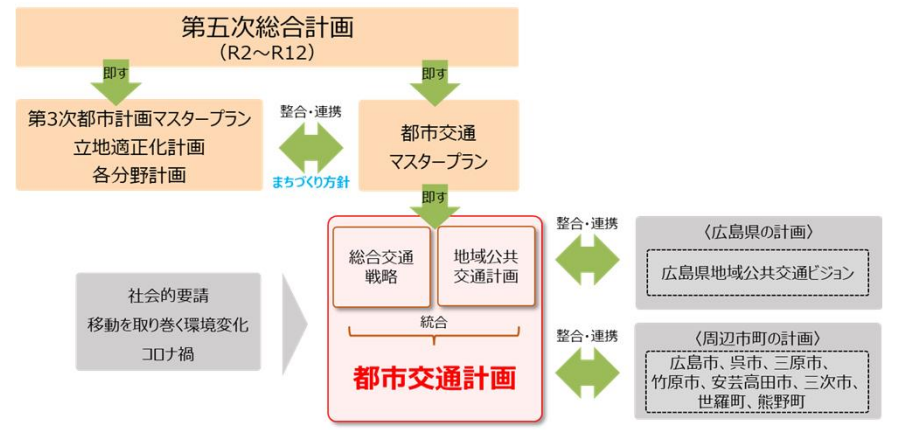 第五次総合計画
（R2～R12）
即す
即す
第3次都市計画マスタープラン
立地適正化計画
各分野計画
整合・連携
まちづくり方針
都市交通
マスタープラン
即す
総合交通
戦略
地域公共
交通計画
統合
都市交通計画
社会的要請
移動を取り巻く環境変化
コロナ禍
整合・連携
〈広島県の計画〉
広島県地域公共交通ビジョン
整合・連携
〈周辺市町の計画〉
広島市、呉市、三原市、
竹原市、安芸高田市、三次市、
世羅町、熊野町